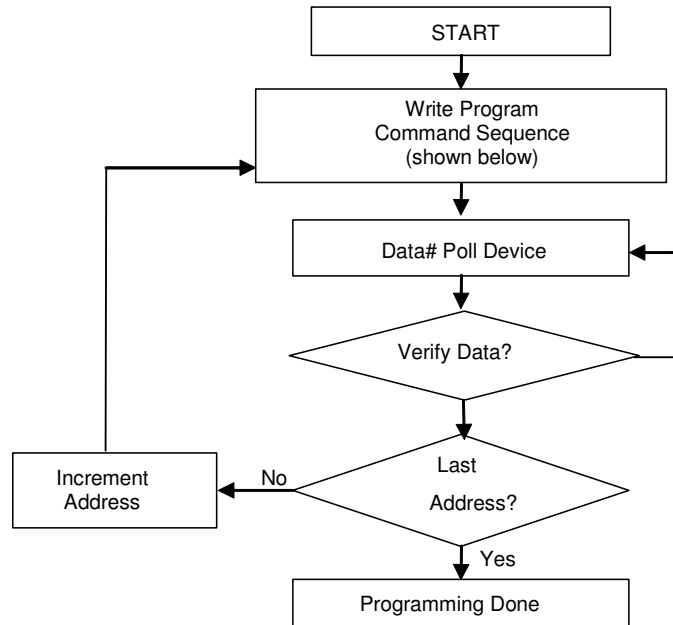 START
Write Program
Command Sequence
(shown below)
Data# Poll Device
Verify Data?
Last
Address?
No
Increment
Address
Yes
Programming Done